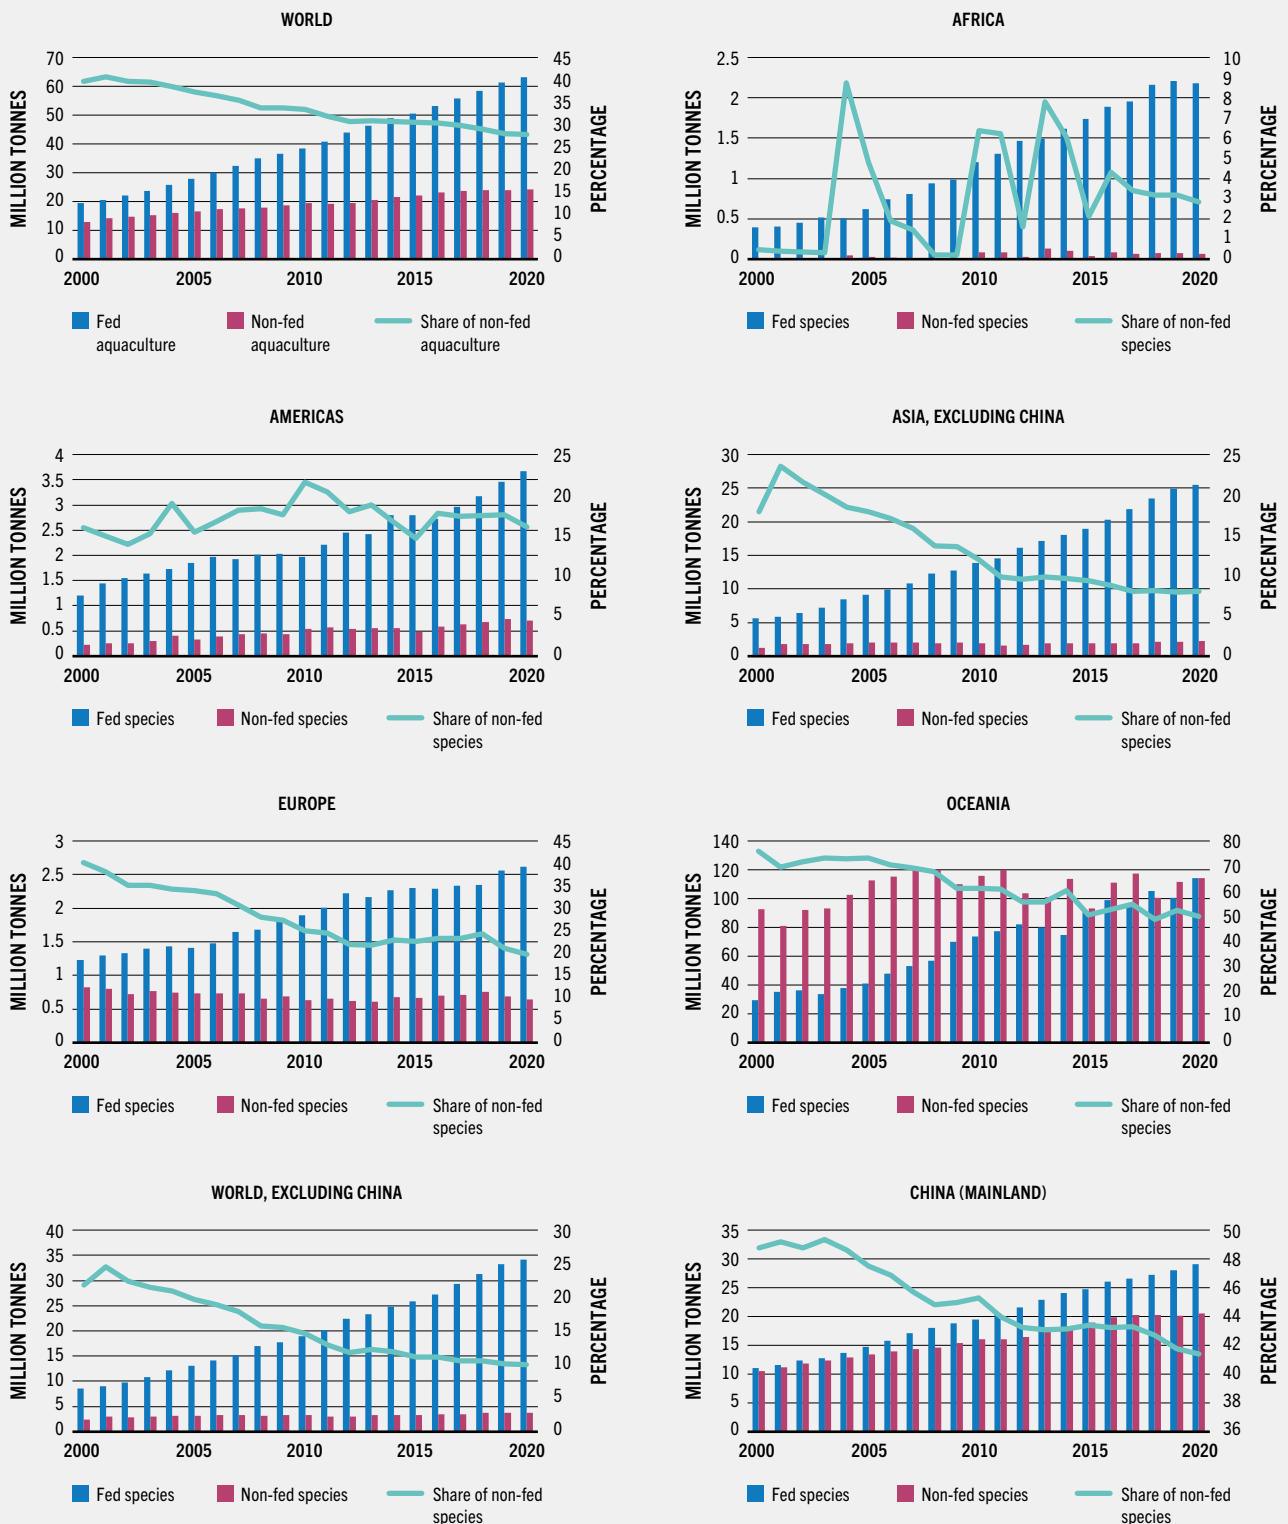 WORLD
MILLION TONNES
70
60
50
40
30
20
10
0
45
40
35
30
25
20
15
10
5
0
PERCENTAGE
2000 2005 2010 2015 2020
Fed aquaculture
Non-fed aquaculture
Share of non-fed aquaculture
AFRICA
MILLION TONNES
2.5
2
1.5
1
0.5
0
10
9
8
7
6
5
4
3
2
1
0
PERCENTAGE
2000 2005 2010 2015 2020
Fed species
Non-fed species
Share of non-fed species
AMERICAS
MILLION TONNES
4
3.5
3
2.5
2
1.5
1
0.5
0
25
20
15
10
5
0
PERCENTAGE
2000 2005 2010 2015 2020
Fed species
Non-fed species
Share of non-fed species
ASIA, EXCLUDING CHINA
MILLION TONNES
30
25
20
15
10
5
0
25
20
15
10
5
0
PERCENTAGE
2000 2005 2010 2015 2020
Fed species
Non-fed species
Share of non-fed species
EUROPE
MILLION TONNES
3
2.5
2
1.5
1
0.5
0
45
40
35
30
25
20
15
10
5
0
PERCENTAGE
2000 2005 2010 2015 2020
Fed species
Non-fed species
Share of non-fed species
OCEANIA
MILLION TONNES
140
120
100
80
60
40
20
0
80
70
60
50
40
30
20
10
0
PERCENTAGE
2000 2005 2010 2015 2020
Fed species
Non-fed species
Share of non-fed species
WORLD, EXCLUDING CHINA
MILLION TONNES
40
35
30
25
20
15
10
5
0
30
25
20
15
10
5
0
PERCENTAGE
2000 2005 2010 2015 2020
Fed species
Non-fed species
Share of non-fed species
CHINA (MAINLAND)
MILLION TONNES
35
30
25
20
15
10
5
0
50
48
46
44
42
40
38
36
PERCENTAGE
2000 2005 2010 2015 2020
Fed species
Non-fed species
Share of non-fed species